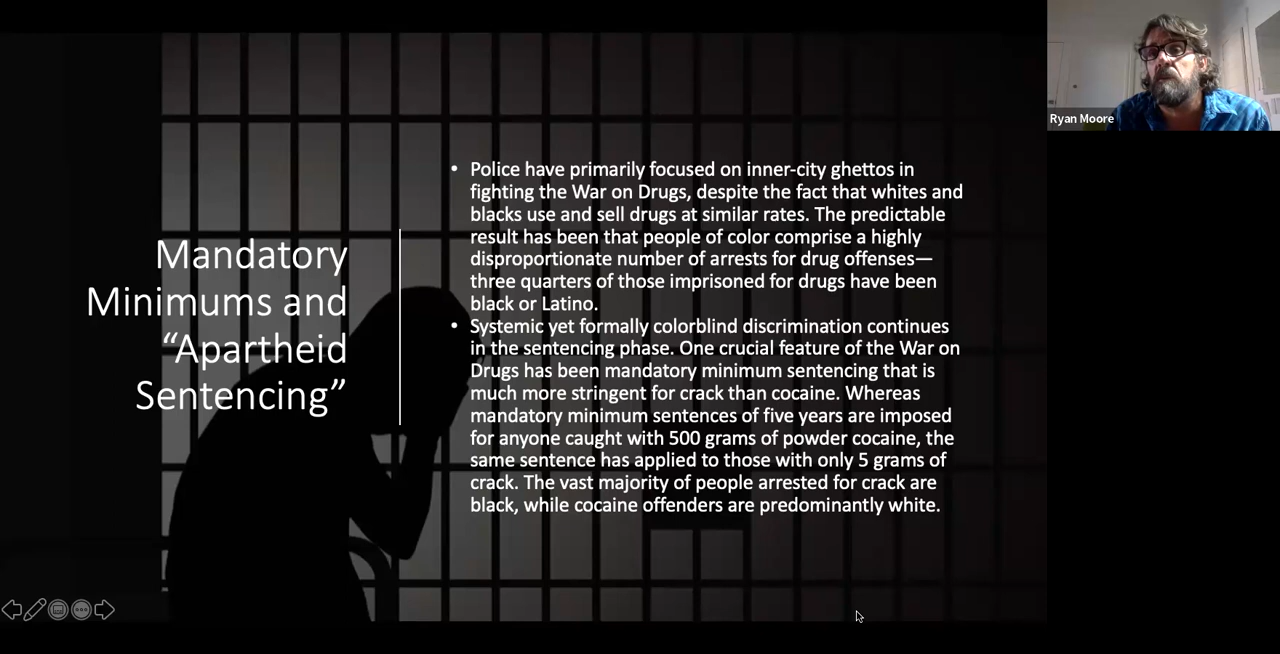 Ryan Moore
Mandatory
Minimums and
“Apartheid
Sentencing”
• Police have primarily focused on inner-city ghettos in
fighting the War on Drugs, despite the fact that whites and
blacks use and sell drugs at similar rates. The predictable
result has been that people of color comprise a highly
disproportionate number of arrests for drug offenses—
three quarters of those imprisoned for drugs have been
black or Latino.
• Systemic yet formally colorblind discrimination continues
in the sentencing phase. One crucial feature of the War on
Drugs has been mandatory minimum sentencing that is
much more stringent for crack than cocaine. Whereas
mandatory minimum sentences of five years are imposed
for anyone caught with 500 grams of powder cocaine, the
same sentence has applied to those with only 5 grams of
crack. The vast majority of people arrested for crack are
black, while cocaine offenders are predominantly white.